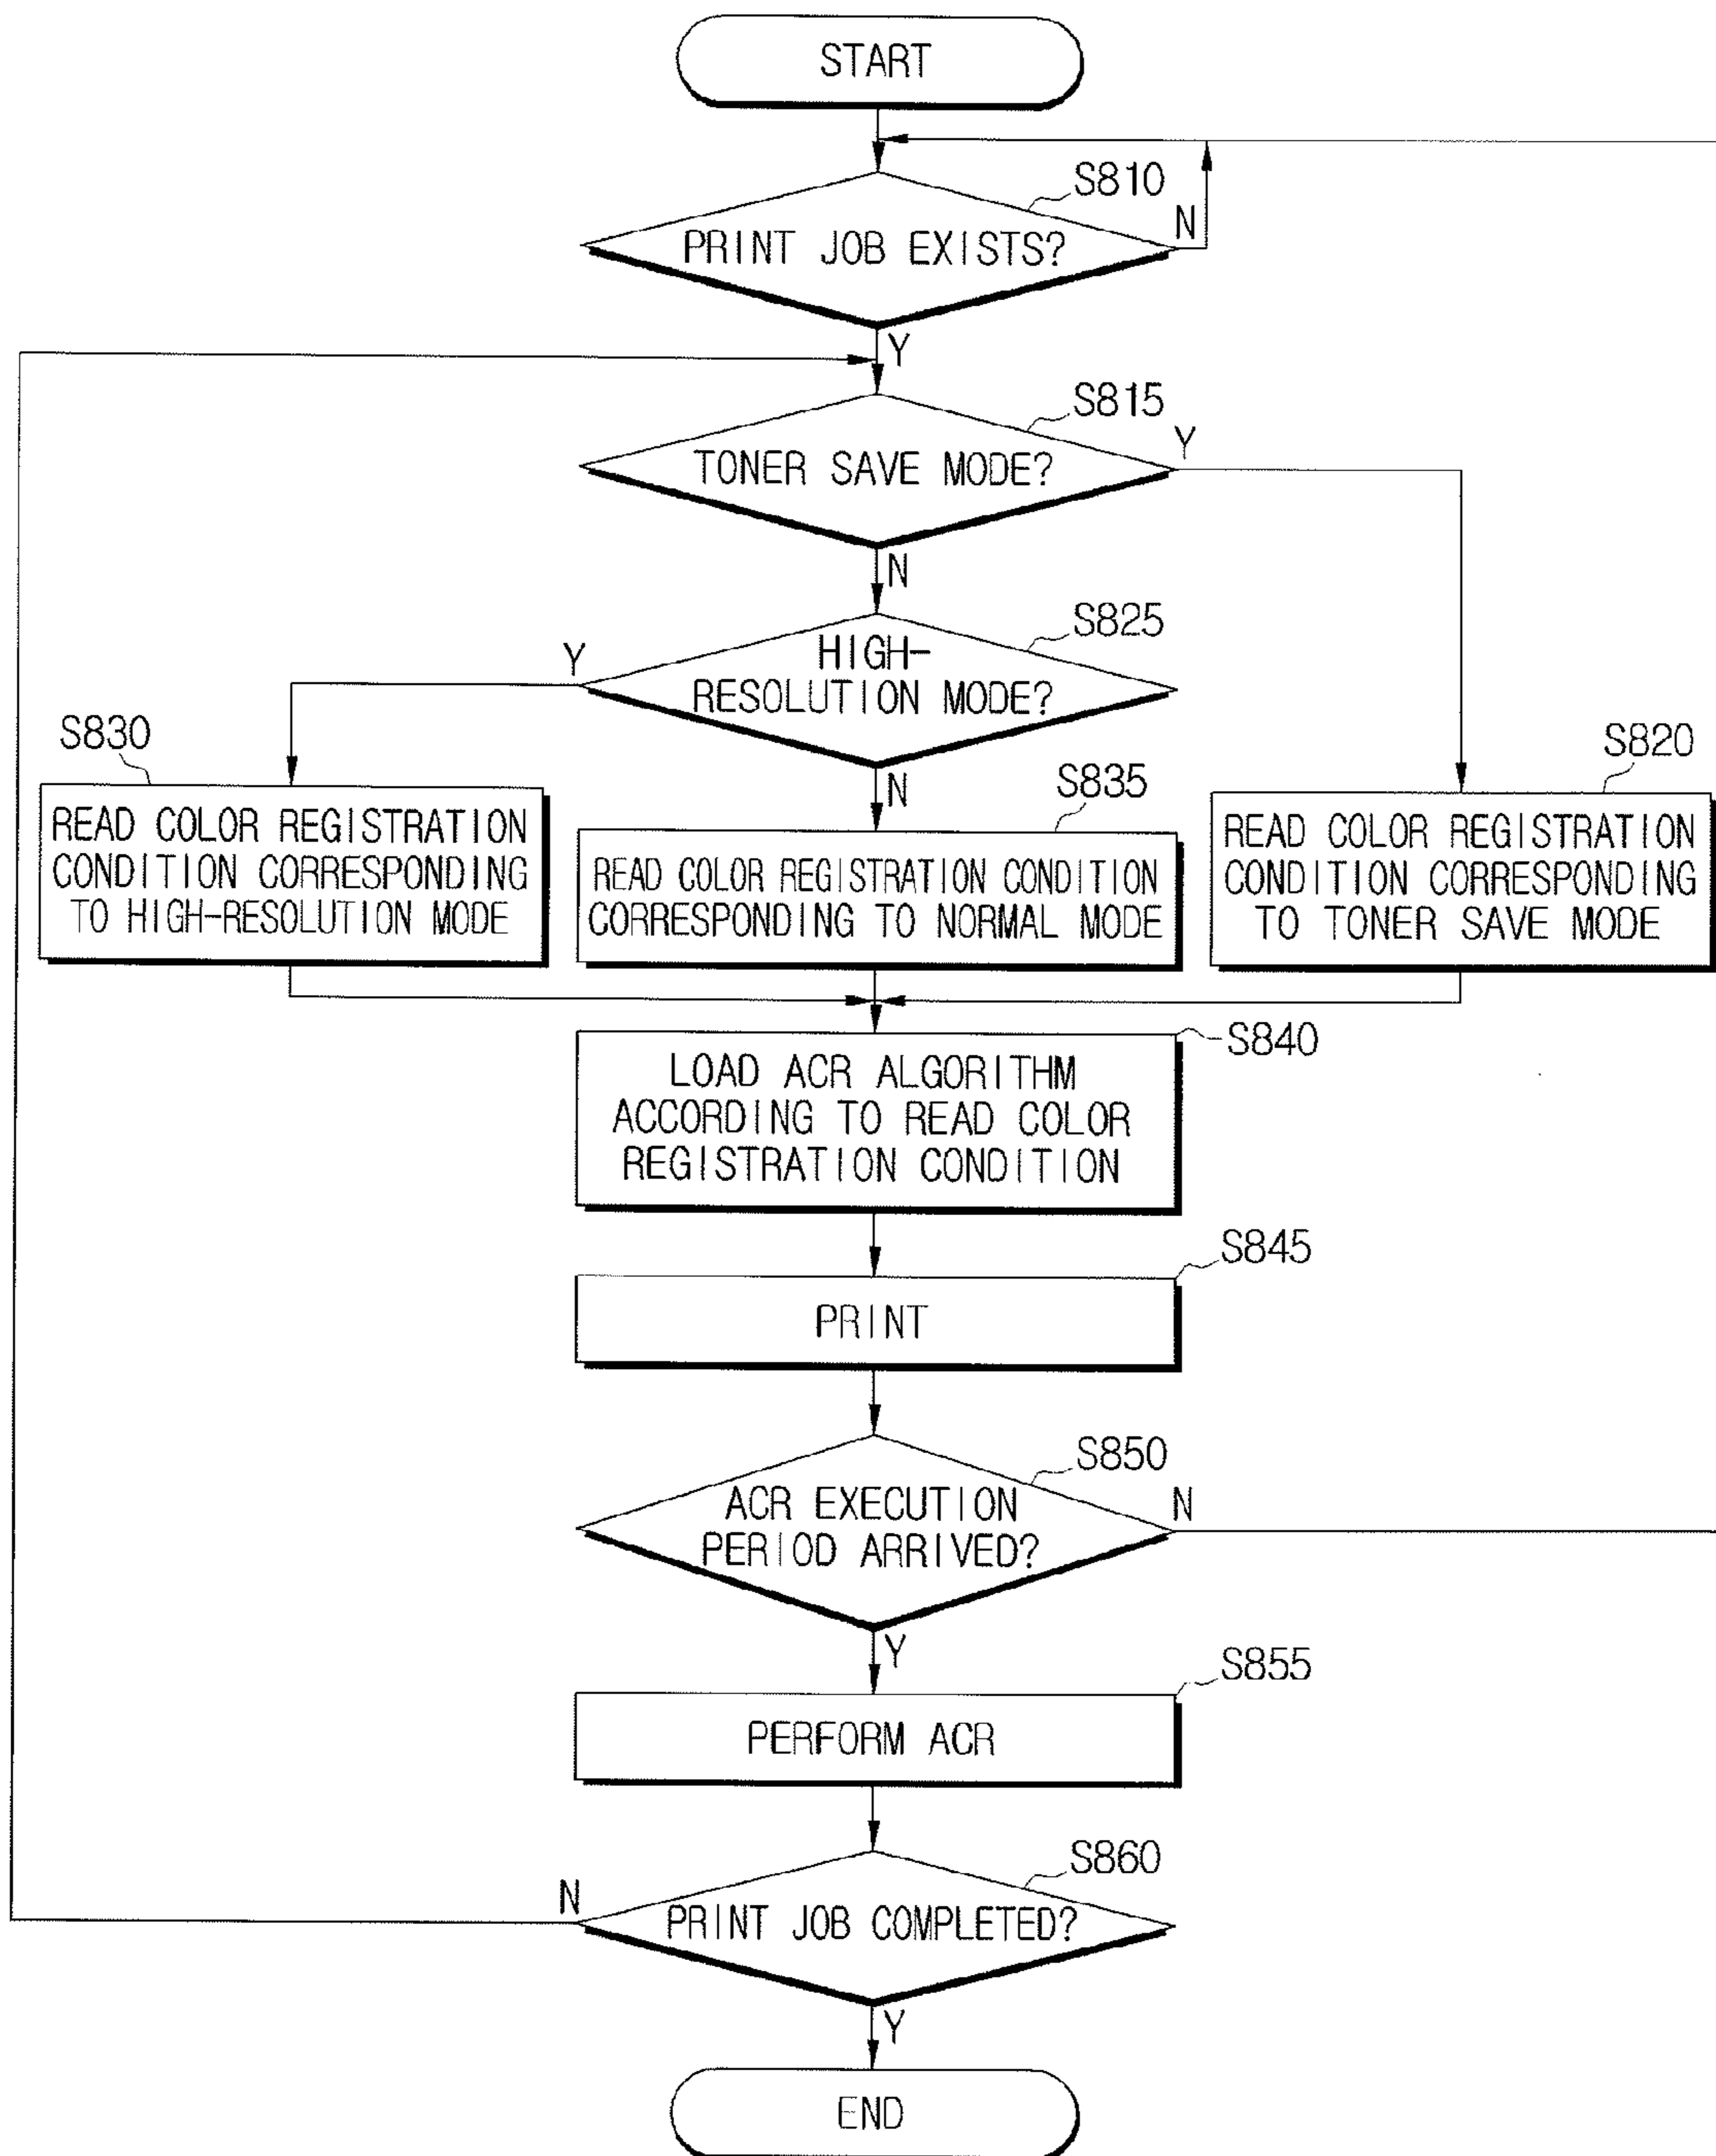 START
S810
PRINT JOB EXISTS?
N
Y
S815
TONER SAVE MODE?
Y
N
S825
HIGH-
RESOLUTION MODE?
Y
N
S830
READ COLOR REGISTRATION
CONDITION CORRESPONDING
TO HIGH-RESOLUTION MODE
S835
READ COLOR REGISTRATION CONDITION
CORRESPONDING TO NORMAL MODE
S820
READ COLOR REGISTRATION
CONDITION CORRESPONDING
TO TONER SAVE MODE
S840
LOAD ACR ALGORITHM
ACCORDING TO READ COLOR
REGISTRATION CONDITION
S845
PRINT
S850
ACR EXECUTION
PERIOD ARRIVED?
N
Y
S855
PERFORM ACR
S860
PRINT JOB COMPLETED?
N
Y
END